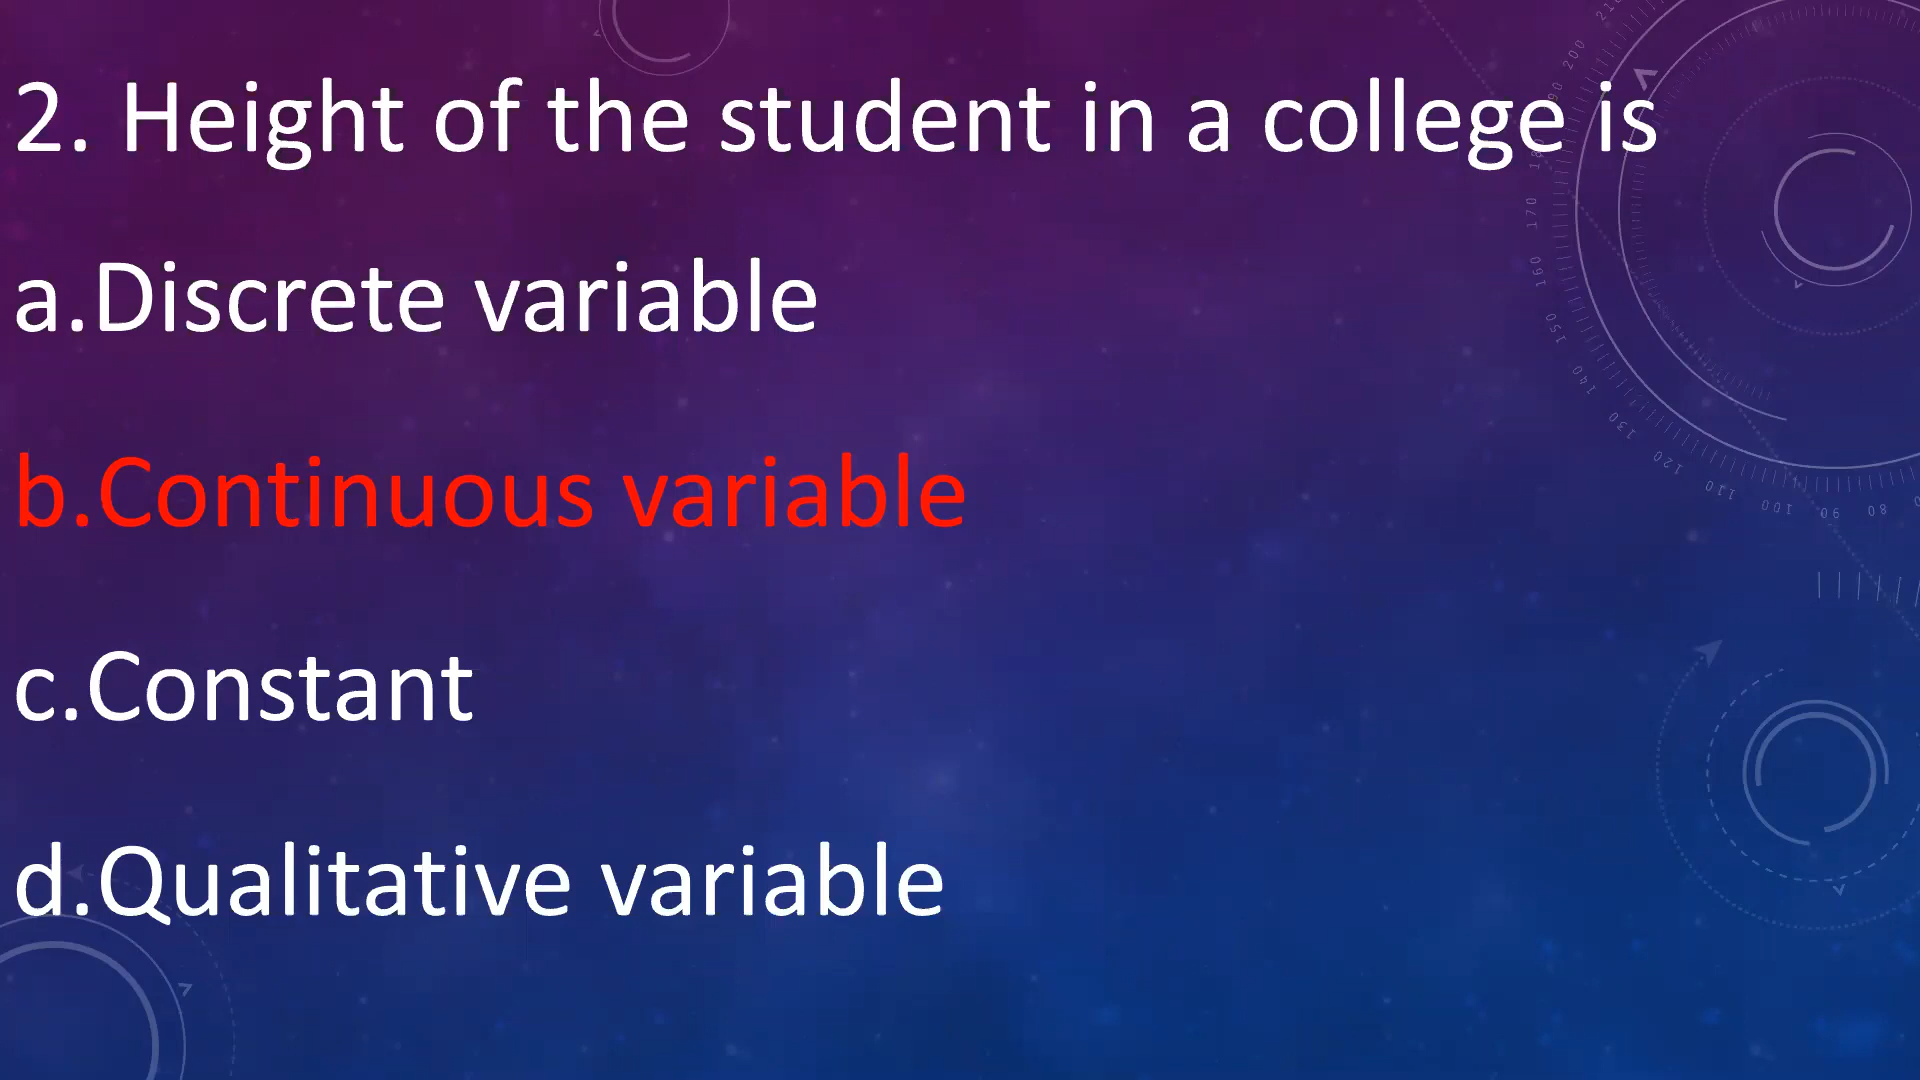 2. Height of the student in a college is
a.Discrete variable
b.Continuous variable
c.Constant
d.Qualitative variable